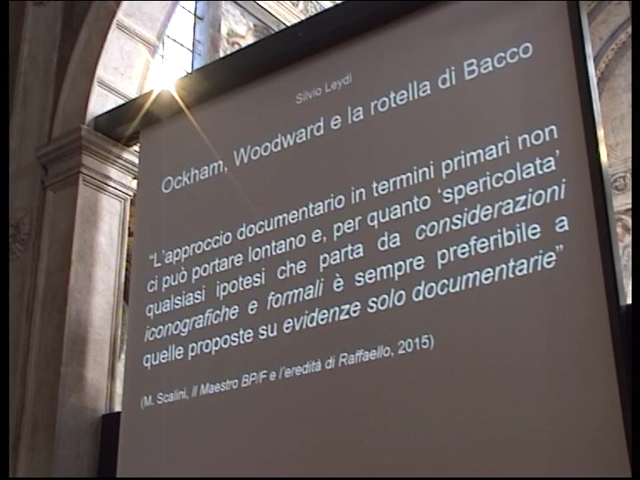 Silvio Leydi
Ockham, Woodward e la rotella di Bacco
“L’approccio documentario in termini primari non
ci può portare lontano e, per quanto ‘spericolata’
qualsiasi ipotesi che parta da considerazioni
iconografiche e formali è sempre preferibile a
quelle proposte su evidenze solo documentarie”
(M. Scalini, Il Maestro BP/F e l’eredità di Raffaello, 2015)